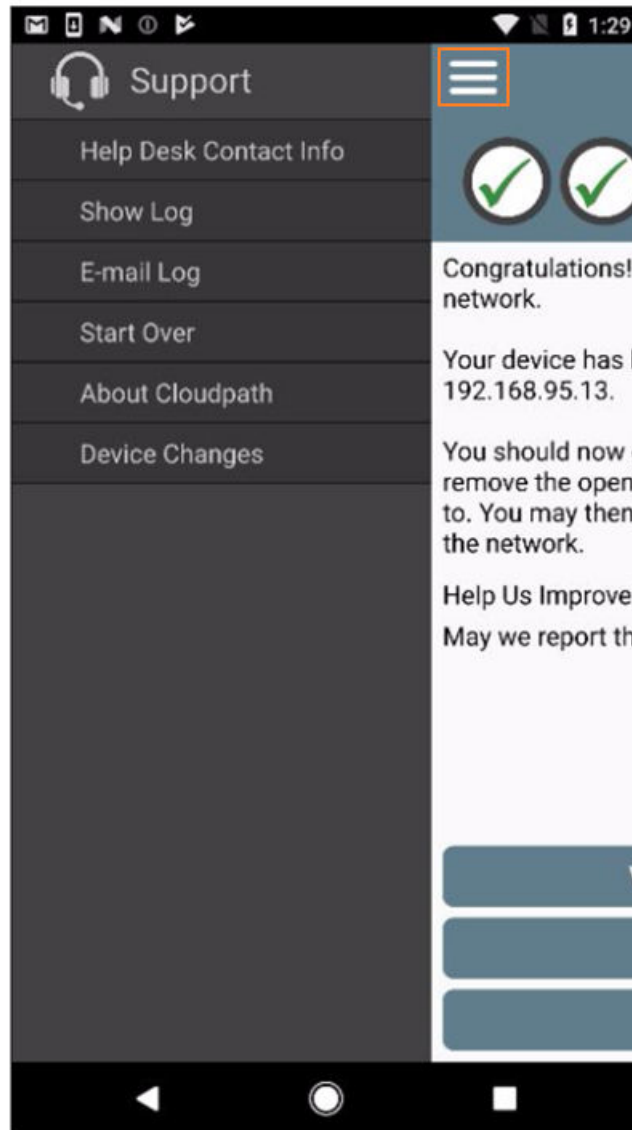 1:29
Support
Help Desk Contact Info
Show Log
E-mail Log
Start Over
About Cloudpath
Device Changes
Congratulations!
network.
Your device has
192.168.95.13.
You should now
remove the open
to. You may then
the network.
Help Us Improve
May we report th